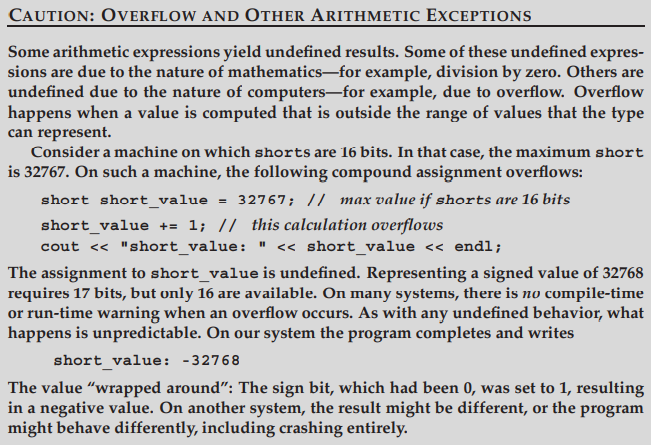 CAUTION: OVERFLOW AND OTHER ARITHMETIC EXCEPTIONS
Some arithmetic expressions yield undefined results. Some of these undefined expres-
sions are due to the nature of mathematics—for example, division by zero. Others are
undefined due to the nature of computers—for example, due to overflow. Overflow
happens when a value is computed that is outside the range of values that the type
can represent.
Consider a machine on which shorts are 16 bits. In that case, the maximum short
is 32767. On such a machine, the following compound assignment overflows:
short short_value = 32767; // max value if shorts are 16 bits
short_value += 1; // this calculation overflows
cout << "short_value: " << short_value << endl;
The assignment to short_value is undefined. Representing a signed value of 32768
requires 17 bits, but only 16 are available. On many systems, there is no compile-time
or run-time warning when an overflow occurs. As with any undefined behavior, what
happens is unpredictable. On our system the program completes and writes
short_value: -32768
The value “wrapped around”: The sign bit, which had been 0, was set to 1, resulting
in a negative value. On another system, the result might be different, or the program
might behave differently, including crashing entirely.